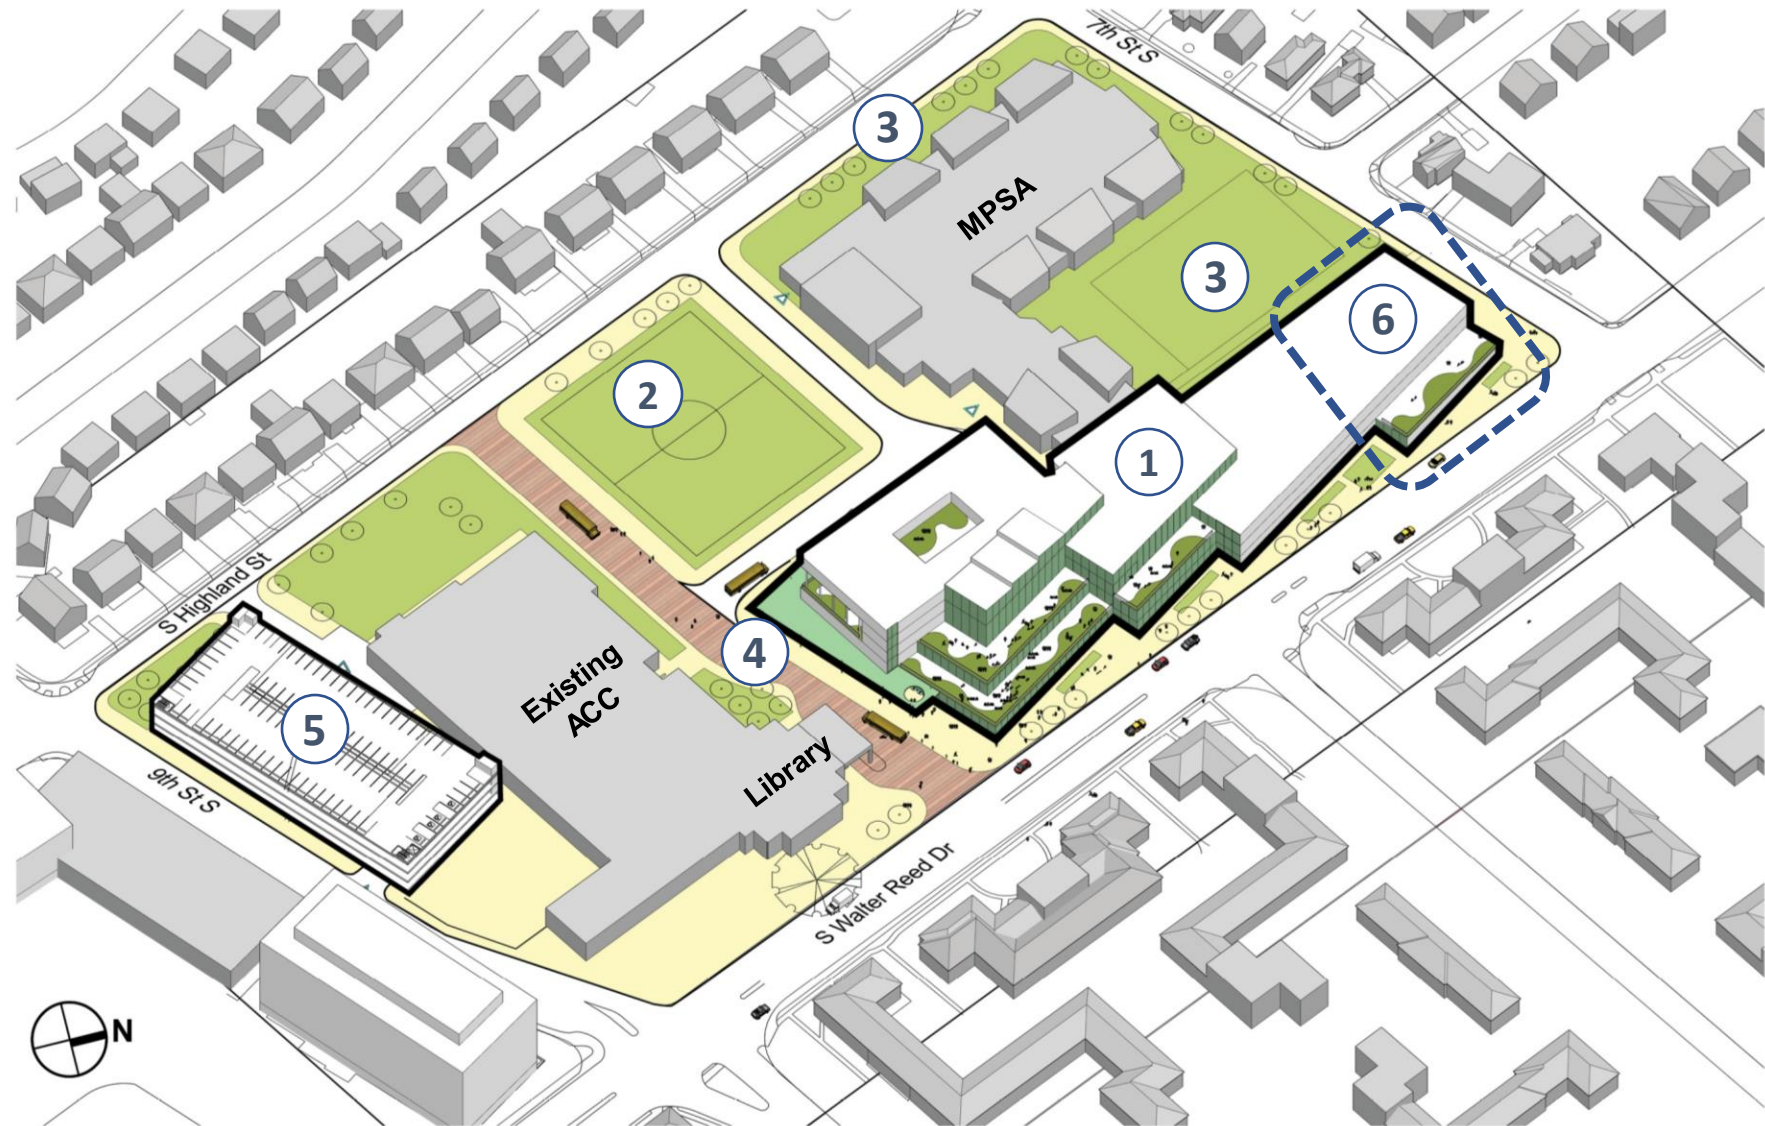 7th St S
3
MPSA
3
6
2
1
S Highland St
4
Existing
ACC
5
Library
9th St S
S Walter Reed Dr
N